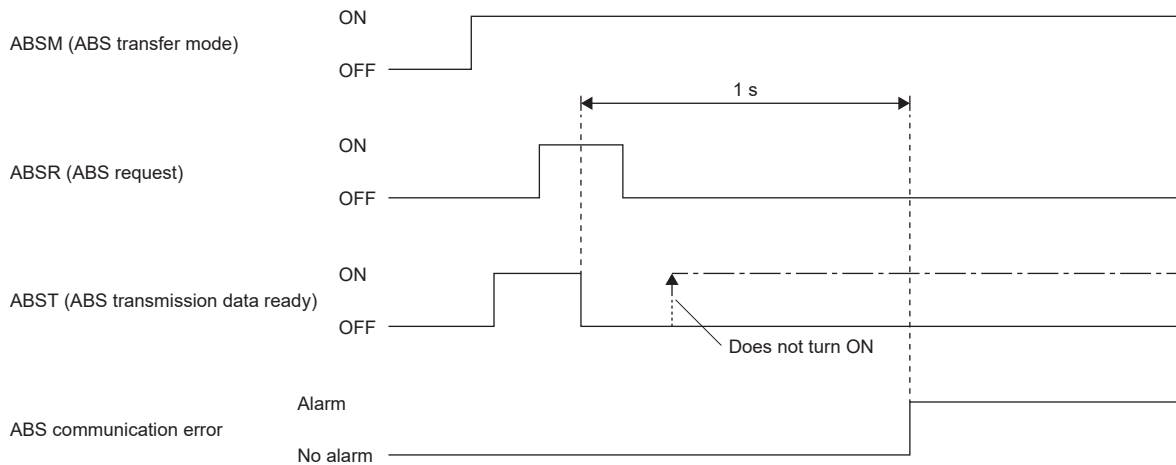 ON
ABSM (ABS transfer mode)
OFF
1 s
ON
ABSR (ABS request)
OFF
ON
ABST (ABS transmission data ready)
OFF
Does not turn ON
Alarm
ABS communication error
No alarm